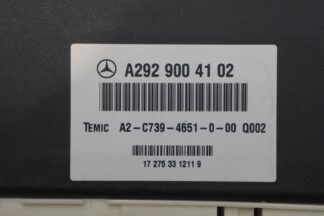 A292 900 41 02
TEMIC A2-C739-4651-0-00 Q002
17 275 33 1211 9